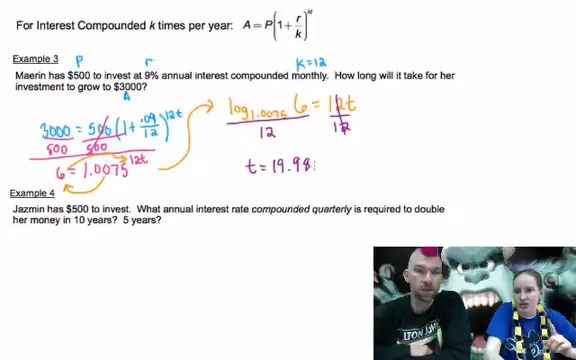 For Interest Compounded k times per year: A = P(1 + r/k)^kt
Example 3
P r k=12
Maerin has $500 to invest at 9% annual interest compounded monthly. How long will it take for her
investment to grow to $3000?
A
3000 = 500 (1 + .09/12)^12t
500 500
6 = 1.0075^12t
log1.0075 6 = 12t
12 12
t = 19.98
Example 4
Jazmin has $500 to invest. What annual interest rate compounded quarterly is required to double
her money in 10 years? 5 years?